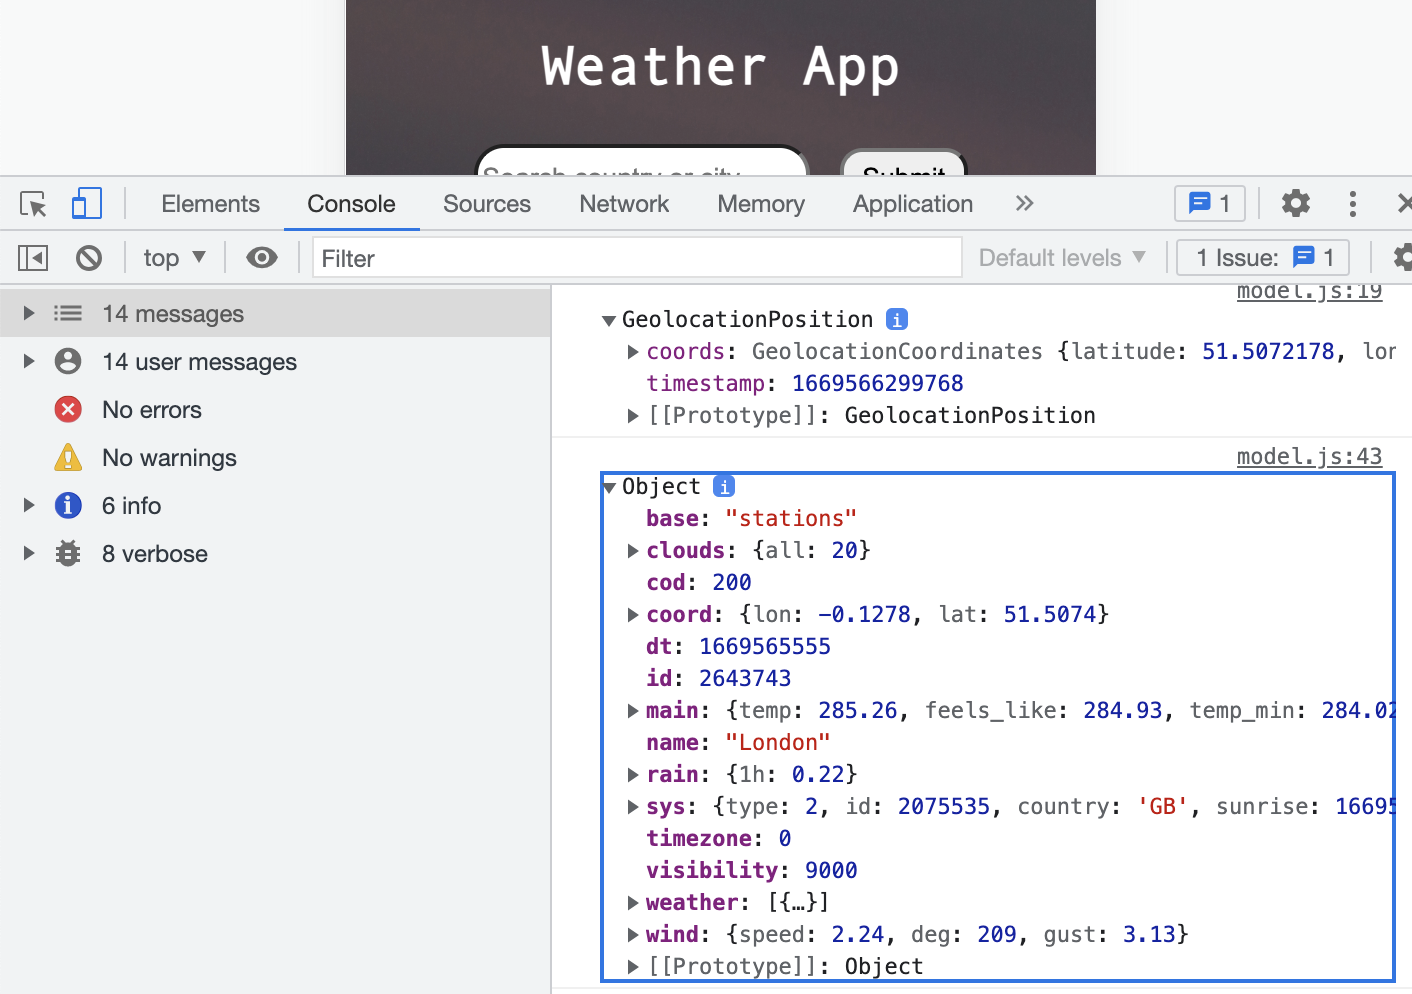 Weather App
Search country or city
Submit
Elements Console Sources Network Memory Application 1
top Filter Default levels 1 Issue: 1
14 messages
14 user messages
No errors
No warnings
6 info
8 verbose
model.js:19
GeolocationPosition i
coords: GeolocationCoordinates {latitude: 51.5072178, lon
timestamp: 1669566299768
[[Prototype]]: GeolocationPosition
model.js:43
Object i
base: "stations"
clouds: {all: 20}
cod: 200
coord: {lon: −0.1278, lat: 51.5074}
dt: 1669565555
id: 2643743
main: {temp: 285.26, feels_like: 284.93, temp_min: 284.02
name: "London"
rain: {1h: 0.22}
sys: {type: 2, id: 2075535, country: 'GB', sunrise: 16695
timezone: 0
visibility: 9000
weather: [{…}]
wind: {speed: 2.24, deg: 209, gust: 3.13}
[[Prototype]]: Object